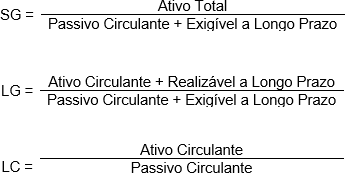 Ativo Total
SG =
Passivo Circulante + Exigível a Longo Prazo
Ativo Circulante + Realizável a Longo Prazo
LG =
Passivo Circulante + Exigível a Longo Prazo
Ativo Circulante
LC =
Passivo Circulante